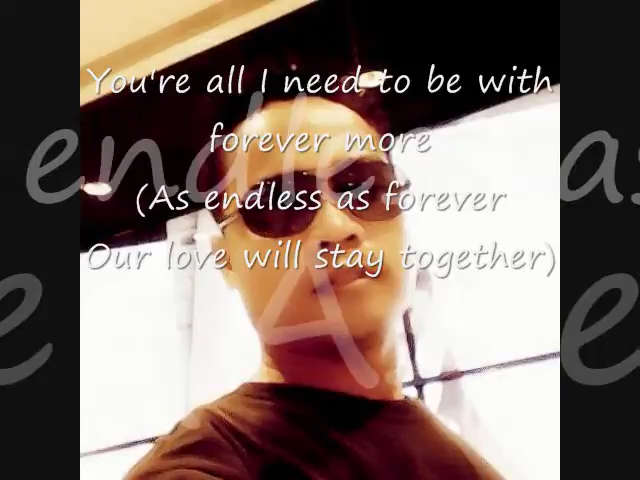 You're all I need to be with
forever more
(As endless as forever
Our love will stay together)